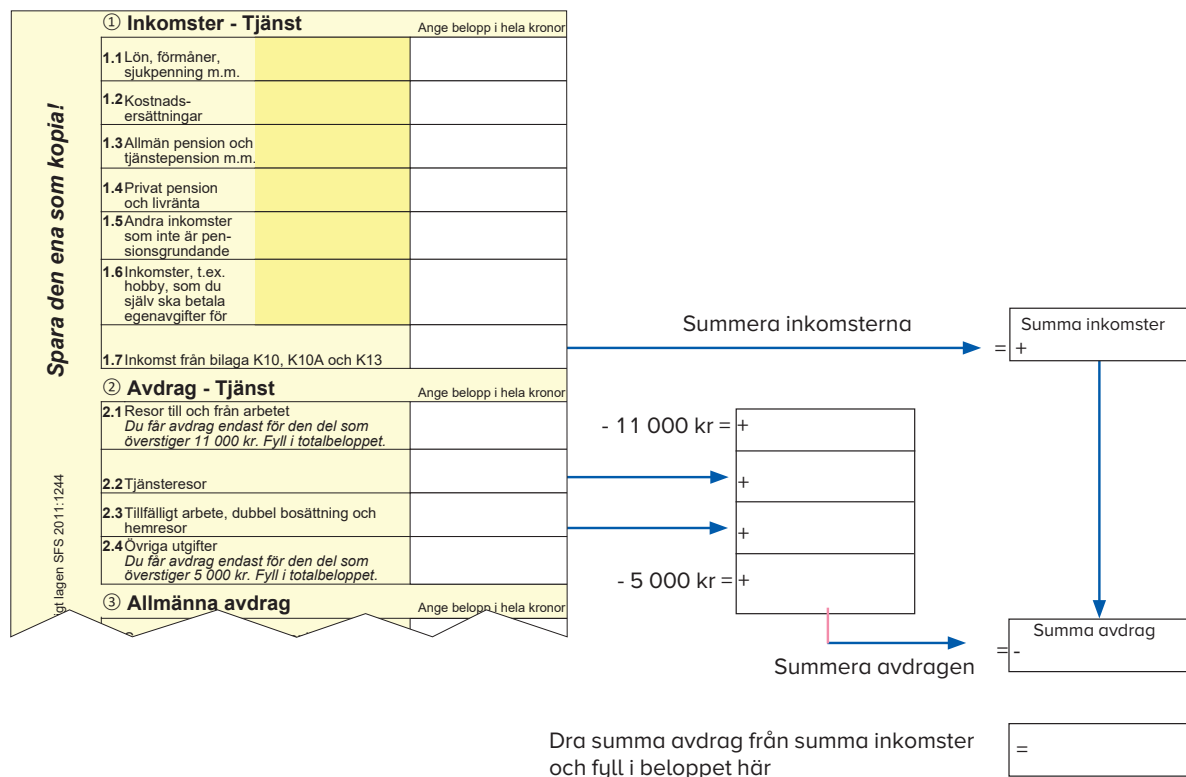 Spara den ena som kopia!
gt lagen SFS 2011:1244
① Inkomster - Tjänst
Ange belopp i hela kronor
1.1 Lön, förmåner,
sjukpenning m.m.
1.2 Kostnads-
ersättningar
1.3 Allmän pension och
tjänstepension m.m.
1.4 Privat pension
och livränta
1.5 Andra inkomster
som inte är pen-
sionsgrundande
1.6 Inkomster, t.ex.
hobby, som du
själv ska betala
egenavgifter för
1.7 Inkomst från bilaga K10, K10A och K13
Summera inkomsterna
Summa inkomster
= +
② Avdrag - Tjänst
Ange belopp i hela kronor
2.1 Resor till och från arbetet
Du får avdrag endast för den del som
överstiger 11 000 kr. Fyll i totalbeloppet.
- 11 000 kr = +
2.2 Tjänsteresor
+
2.3 Tillfälligt arbete, dubbel bosättning och
hemresor
+
2.4 Övriga utgifter
Du får avdrag endast för den del som
överstiger 5 000 kr. Fyll i totalbeloppet.
- 5 000 kr = +
③ Allmänna avdrag
Ange belopp i hela kronor
Summera avdragen
Summa avdrag
= -
Dra summa avdrag från summa inkomster
och fyll i beloppet här
=